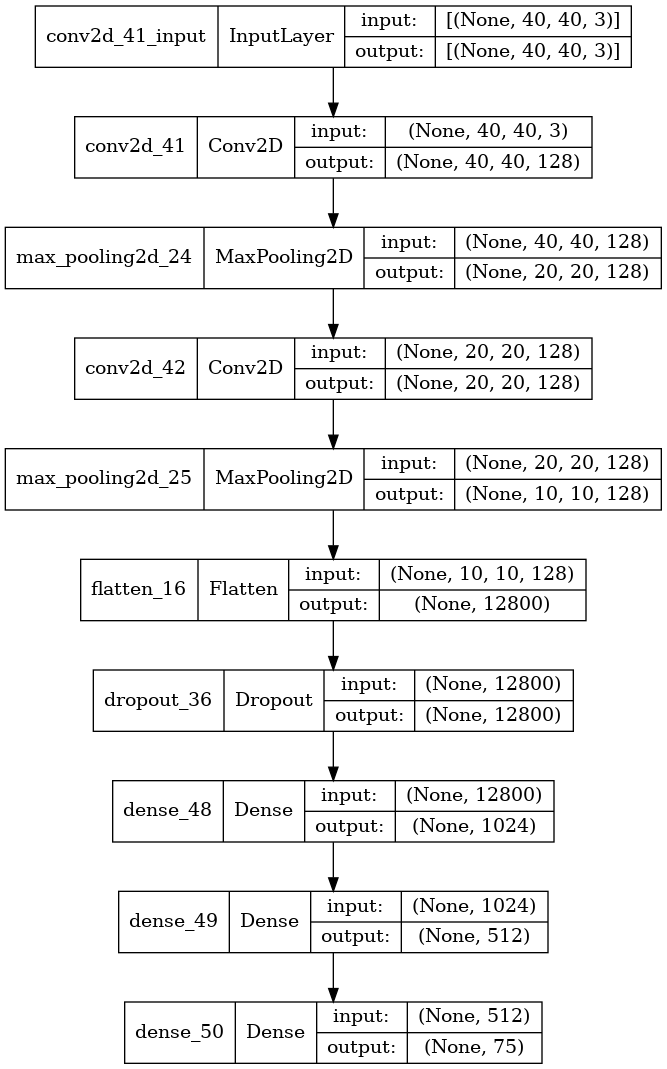 conv2d_41_input InputLayer input: [(None, 40, 40, 3)]
output: [(None, 40, 40, 3)]
conv2d_41 Conv2D input: (None, 40, 40, 3)
output: (None, 40, 40, 128)
max_pooling2d_24 MaxPooling2D input: (None, 40, 40, 128)
output: (None, 20, 20, 128)
conv2d_42 Conv2D input: (None, 20, 20, 128)
output: (None, 20, 20, 128)
max_pooling2d_25 MaxPooling2D input: (None, 20, 20, 128)
output: (None, 10, 10, 128)
flatten_16 Flatten input: (None, 10, 10, 128)
output: (None, 12800)
dropout_36 Dropout input: (None, 12800)
output: (None, 12800)
dense_48 Dense input: (None, 12800)
output: (None, 1024)
dense_49 Dense input: (None, 1024)
output: (None, 512)
dense_50 Dense input: (None, 512)
output: (None, 75)